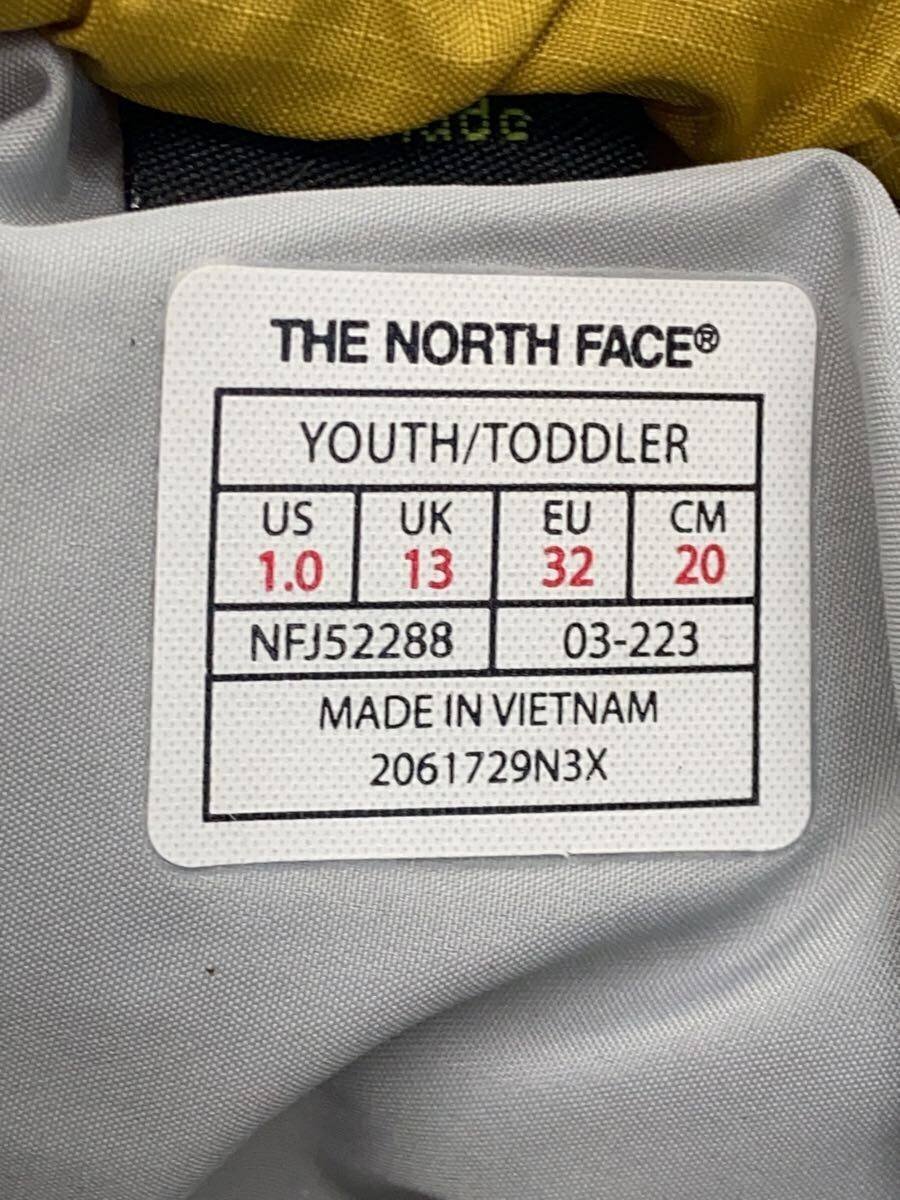 THE NORTH FACE®
YOUTH/TODDLER
US UK EU CM
1.0 13 32 20
NFJ52288 03-223
MADE IN VIETNAM
2061729N3X